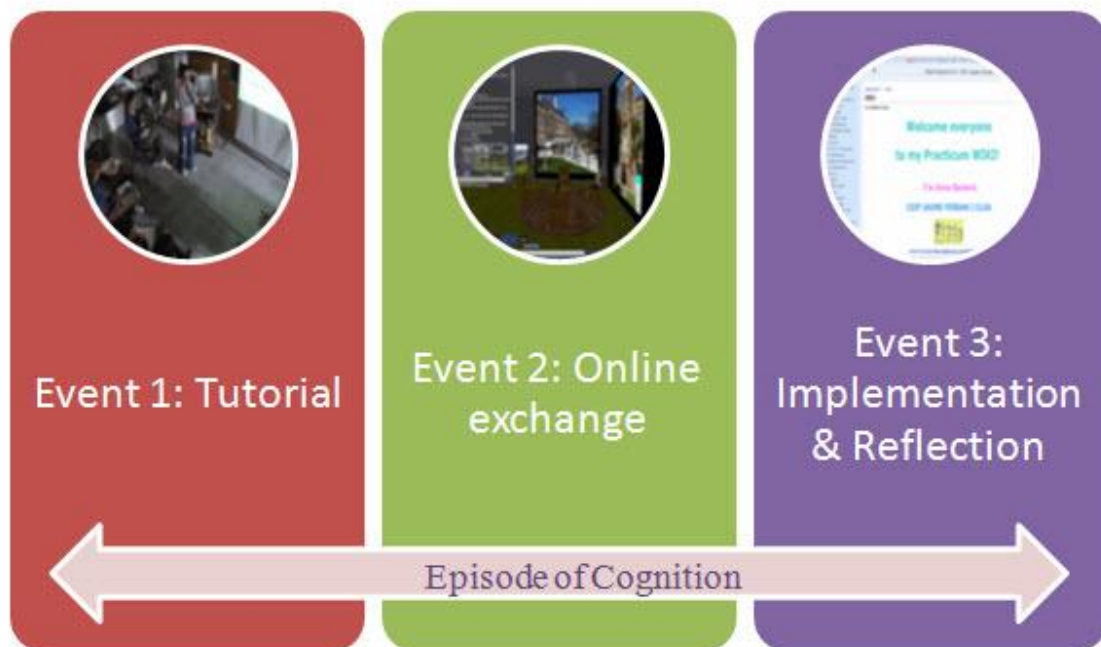 Welcome everyone
to my Practicum WIKI!
Event 1: Tutorial
Event 2: Online
exchange
Event 3:
Implementation
& Reflection
Episode of Cognition